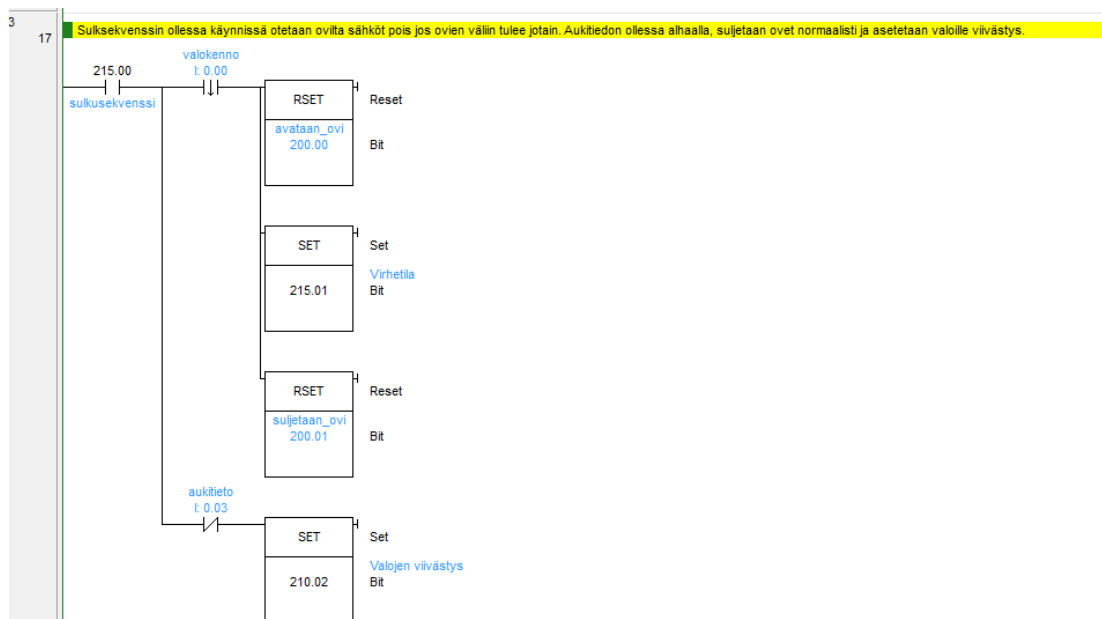 3
17
Sulksekvenssin ollessa käynnissä otetaan ovilta sähköt pois jos ovien väliin tulee jotain. Aukitiedon ollessa alhaalla, suljetaan ovet normaalisti ja asetetaan valoille viivästys.
valokenno
215.00
I: 0.00
sulkusekvenssi
RSET
Reset
avataan_ovi
200.00
Bit
SET
Set
Virhetila
215.01
Bit
RSET
Reset
suljetaan_ovi
200.01
Bit
aukitieto
I: 0.03
SET
Set
Valojen viivästys
210.02
Bit